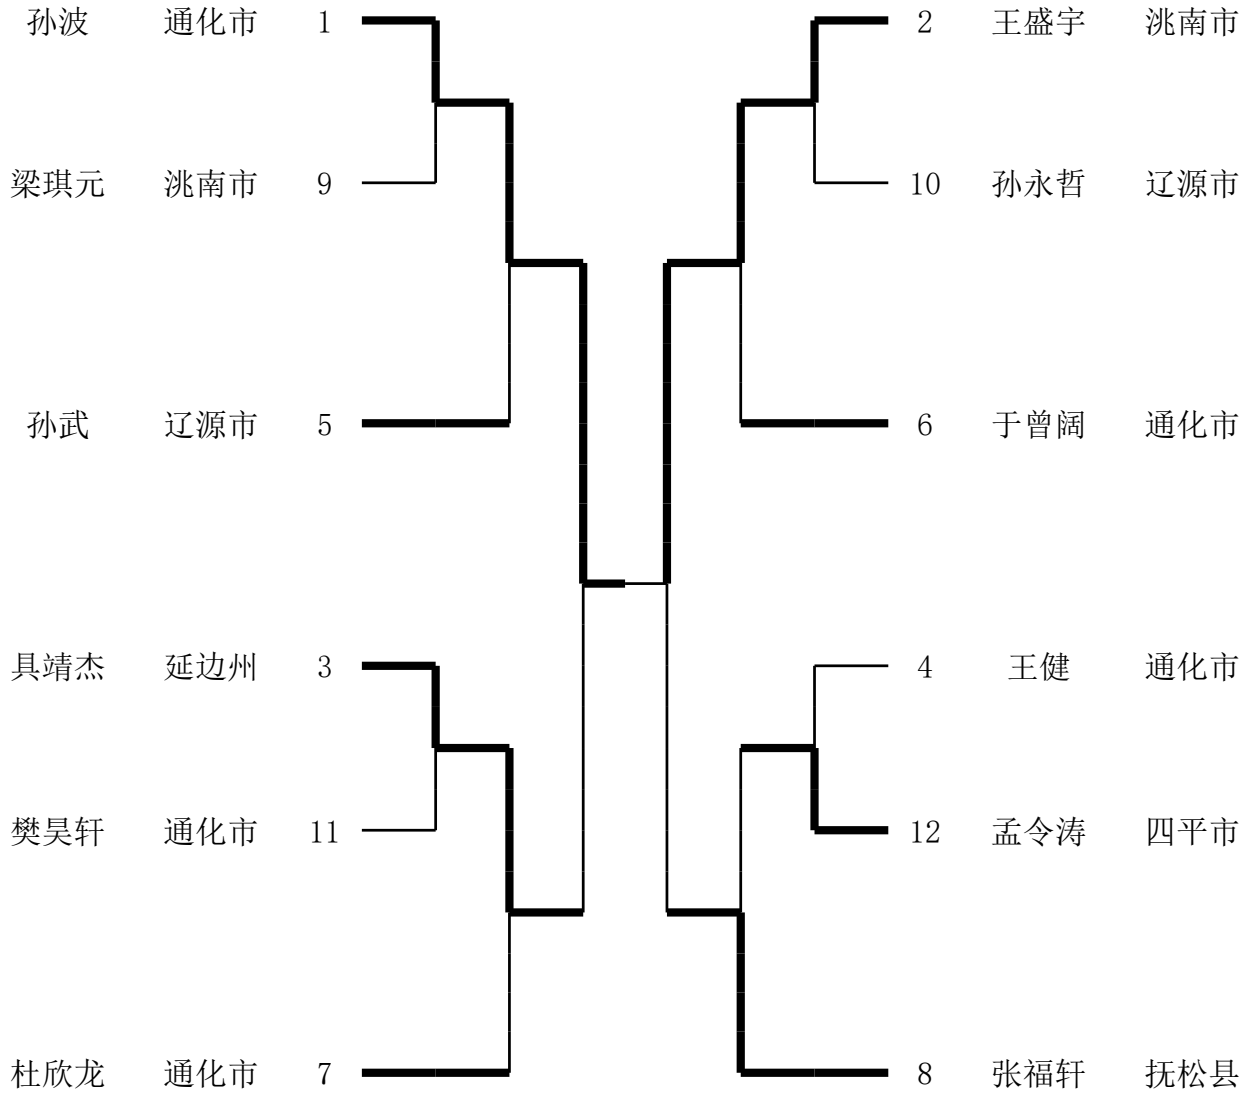 孙波 通化市 1 2 王盛宇 洮南市
梁琪元 洮南市 9 10 孙永哲 辽源市
孙武 辽源市 5 6 于曾阔 通化市
具靖杰 延边州 3 4 王健 通化市
樊昊轩 通化市 11 12 孟令涛 四平市
杜欣龙 通化市 7 8 张福轩 抚松县